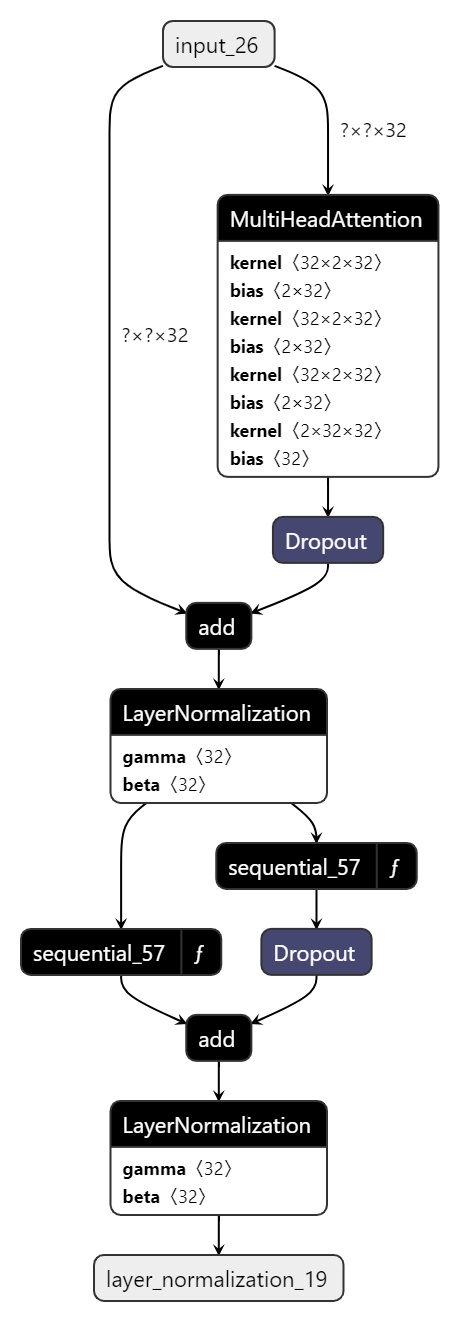 input_26
?×?×32
MultiHeadAttention
kernel〈32×2×32〉
bias〈2×32〉
kernel〈32×2×32〉
bias〈2×32〉
?×?×32
kernel〈32×2×32〉
bias〈2×32〉
kernel〈2×32×32〉
bias〈32〉
Dropout
add
LayerNormalization
gamma〈32〉
beta〈32〉
sequential_57 ƒ
sequential_57 ƒ
Dropout
add
LayerNormalization
gamma〈32〉
beta〈32〉
layer_normalization_19